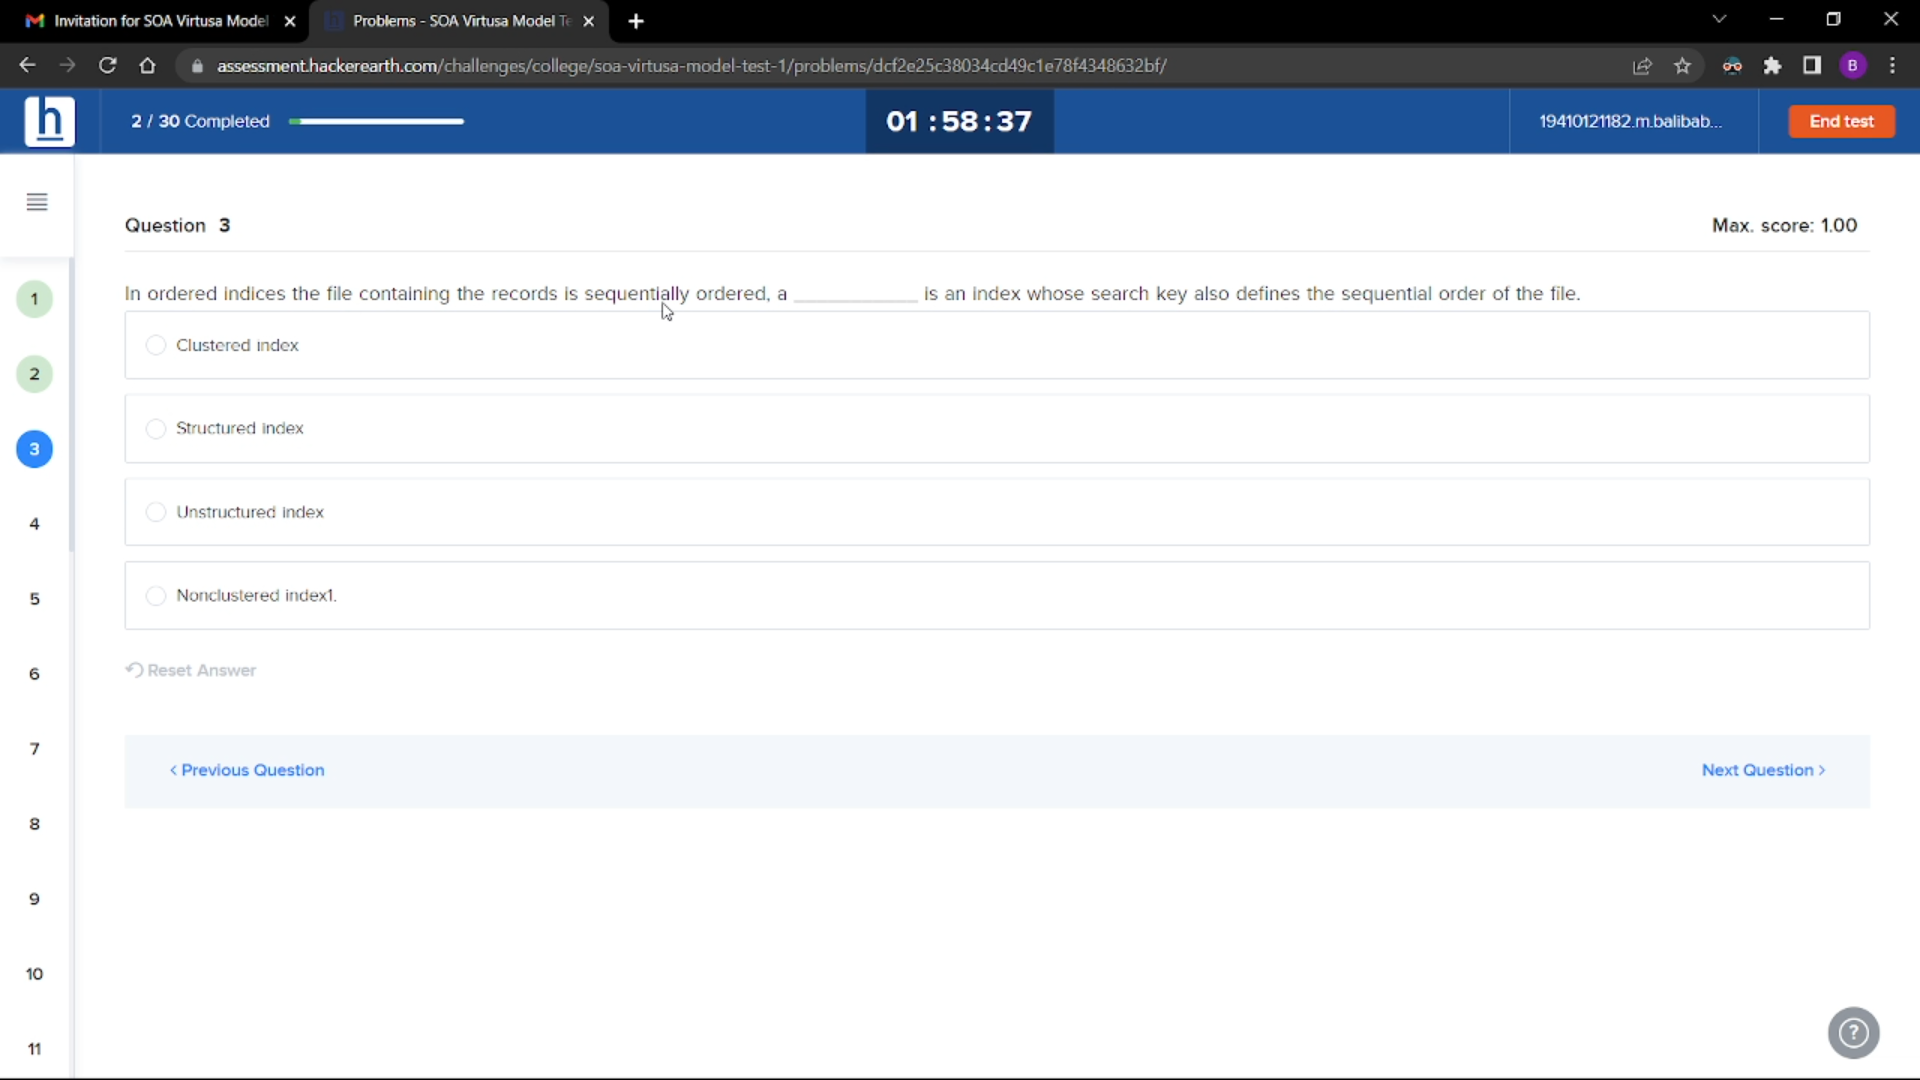 Invitation for SOA Virtusa Model
Problems - SOA Virtusa Model Te
assessment.hackerearth.com/challenges/college/soa-virtusa-model-test-1/problems/dcf2e25c38034cd49c1e78f4348632bf/
B
h
2 / 30 Completed
01 : 58 : 37
19410121182.m.balibab...
End test
Question 3
Max. score: 1.00
In ordered indices the file containing the records is sequentially ordered, a ____________ is an index whose search key also defines the sequential order of the file.
Clustered index
Structured index
Unstructured index
Nonclustered index1.
Reset Answer
< Previous Question
Next Question >
1
2
3
4
5
6
7
8
9
10
11
?